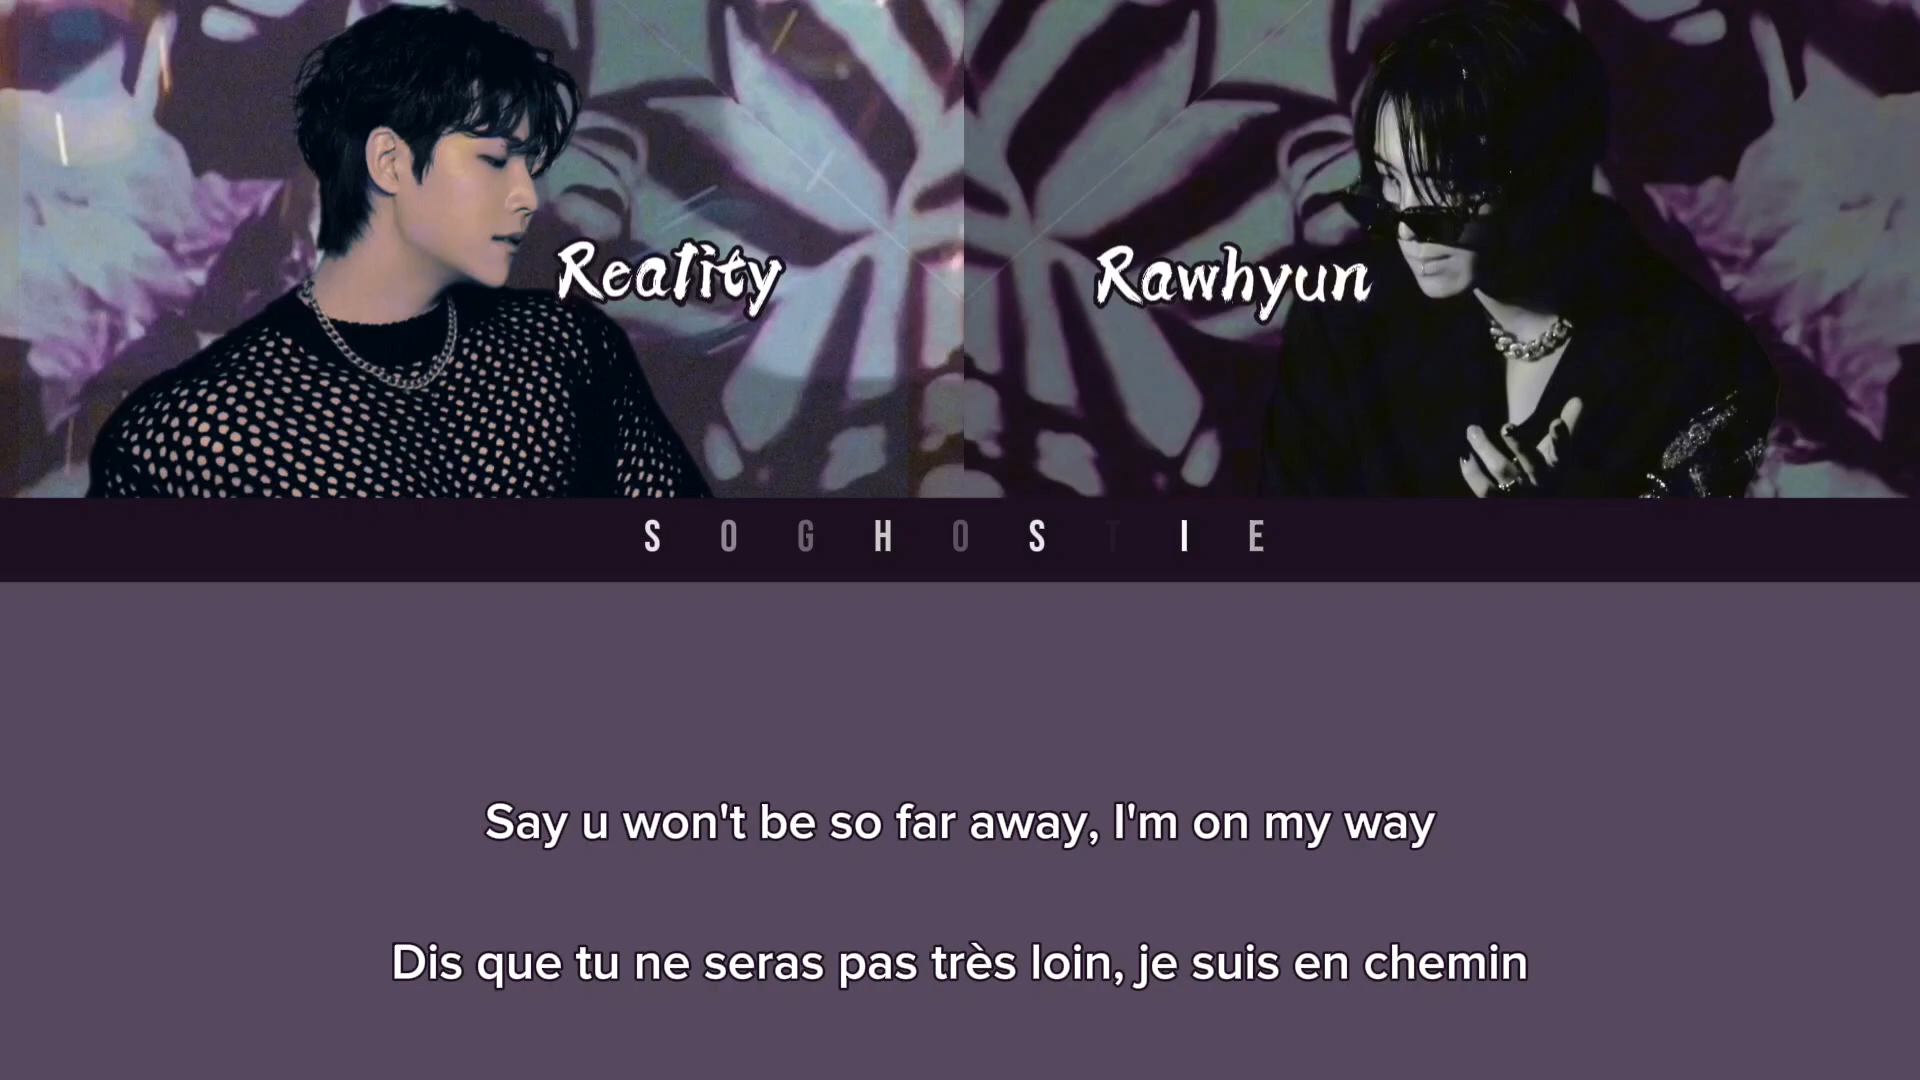 Reality
Rawhyun
SOGHOSTIE
Say u won't be so far away, I'm on my way
Dis que tu ne seras pas très loin, je suis en chemin